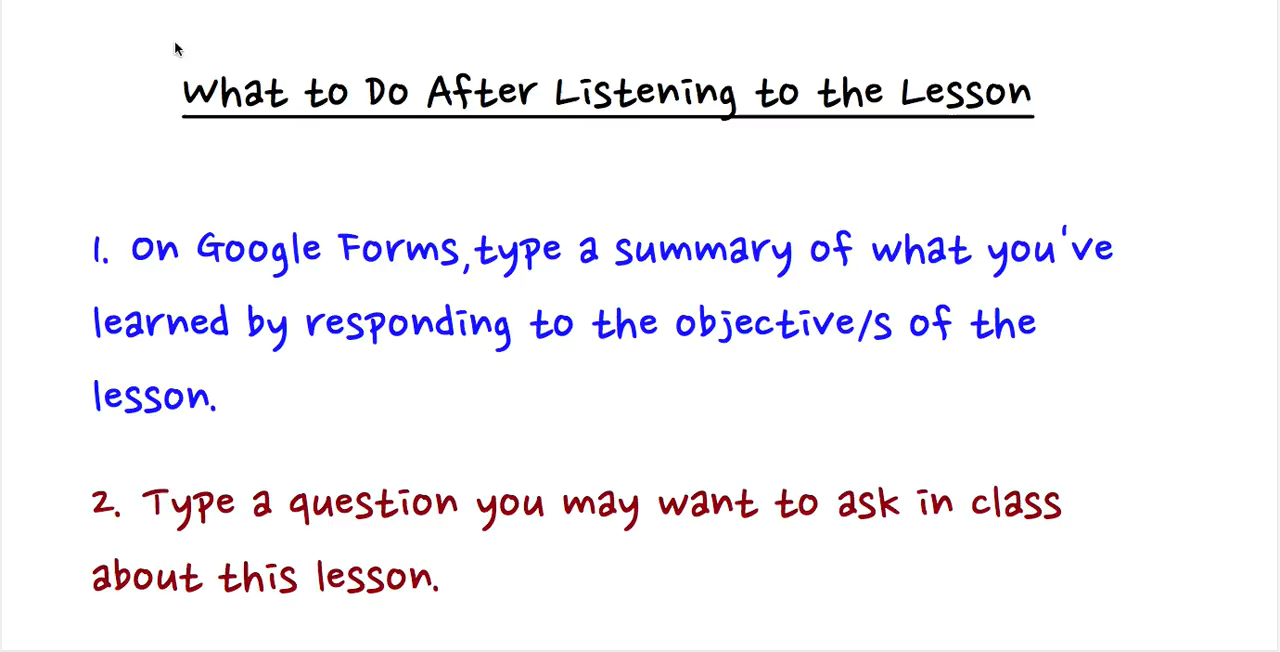 What to Do After Listening to the Lesson
1. On Google Forms, type a summary of what you've
learned by responding to the objective/s of the
lesson.
2. Type a question you may want to ask in class
about this lesson.